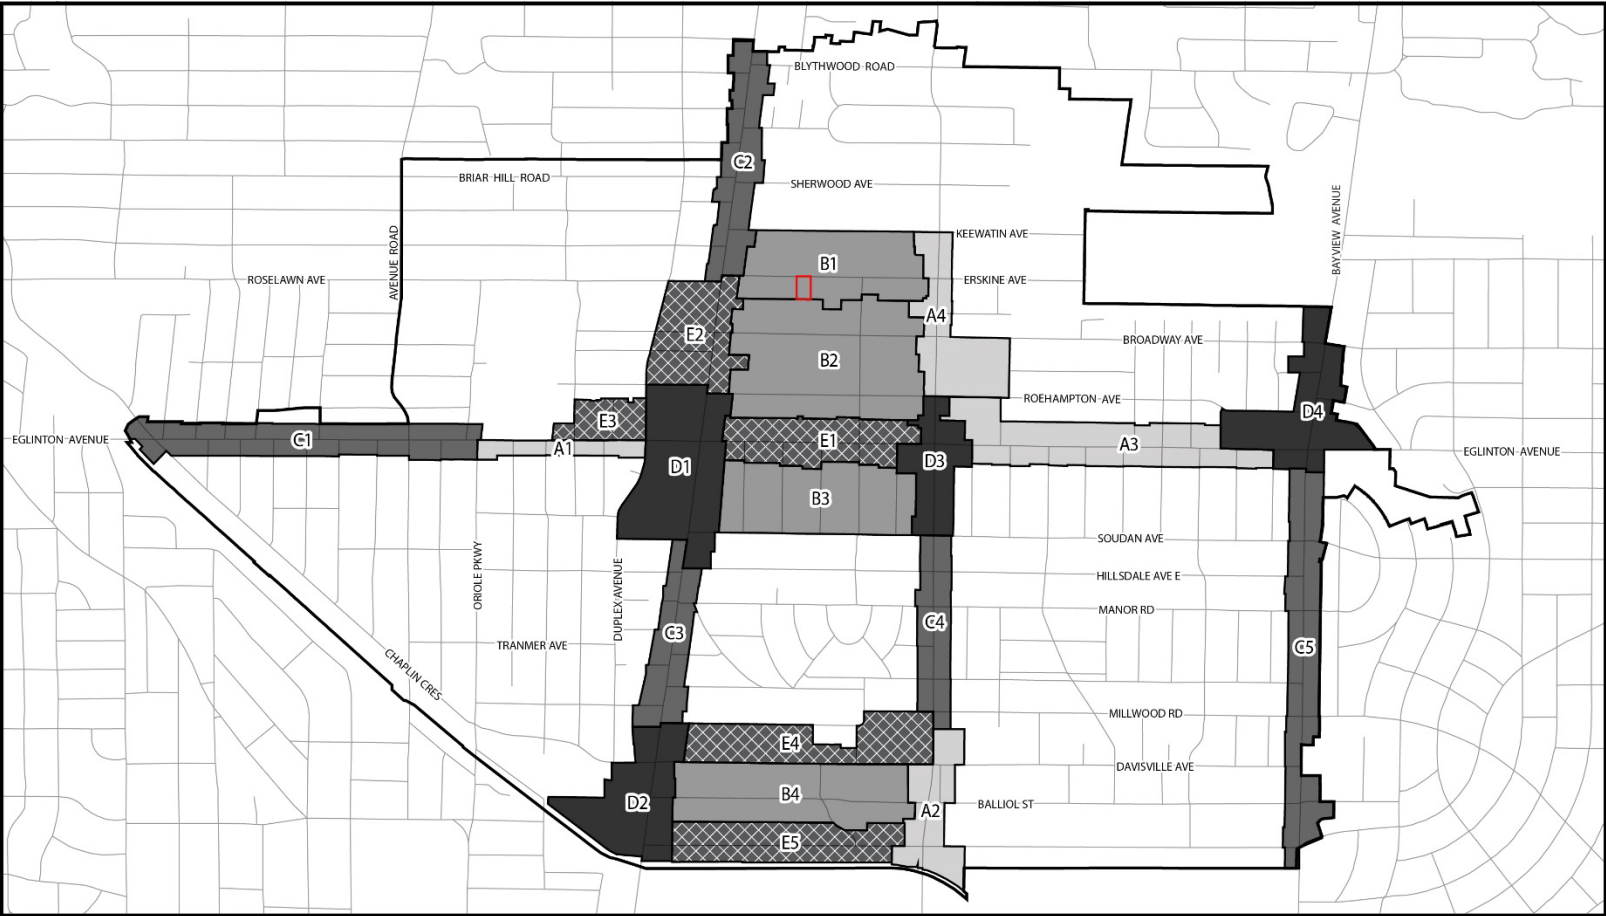 BLYTHWOOD ROAD
C2
BRIAR HILL ROAD
SHERWOOD AVE
BAYVIEW AVENUE
KEEWATIN AVE
AVENUE ROAD
B1
ROSELAWN AVE
ERSKINE AVE
A4
E2
BROADWAY AVE
B2
ROEHAMPTON AVE
D4
E3
EGLINTON AVENUE
C1
A1
E1
A3
EGLINTON AVENUE
D1
D3
B3
SOUDAN AVE
ORIOLE PKWY
HILLSDALE AVE E
DUPLEX AVENUE
MANOR RD
C4
C3
TRANMER AVE
C5
CHAPLIN CRES
MILLWOOD RD
E4
DAVISVILLE AVE
B4
D2
BALLIOL ST
A2
E5